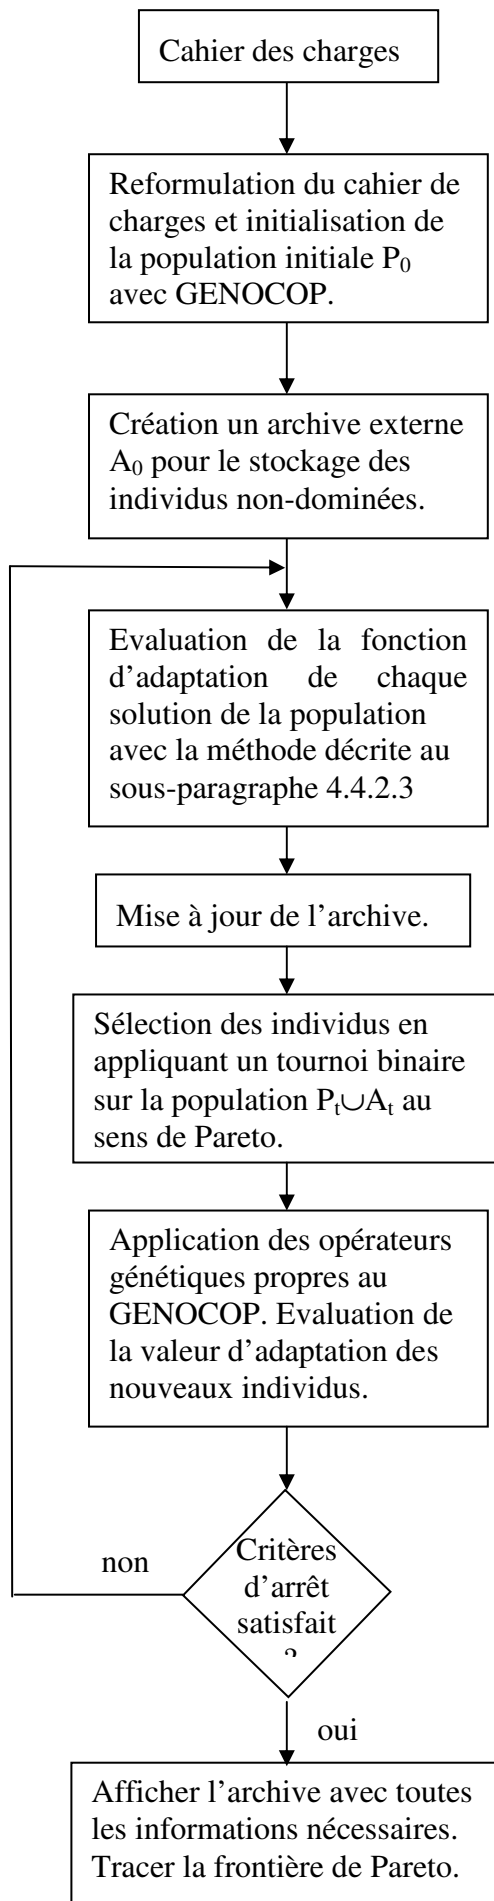 Cahier des charges
Reformulation du cahier de
charges et initialisation de
la population initiale P₀
avec GENOCOP.
Création un archive externe
A₀ pour le stockage des
individus non-dominées.
Evaluation de la fonction
d’adaptation de chaque
solution de la population
avec la méthode décrite au
sous-paragraphe 4.4.2.3
Mise à jour de l’archive.
Sélection des individus en
appliquant un tournoi binaire
sur la population Pₜ∪Aₜ au
sens de Pareto.
Application des opérateurs
génétiques propres au
GENOCOP. Evaluation de
la valeur d’adaptation des
nouveaux individus.
non
Critères
d’arrêt
satisfait
?
oui
Afficher l’archive avec toutes
les informations nécessaires.
Tracer la frontière de Pareto.